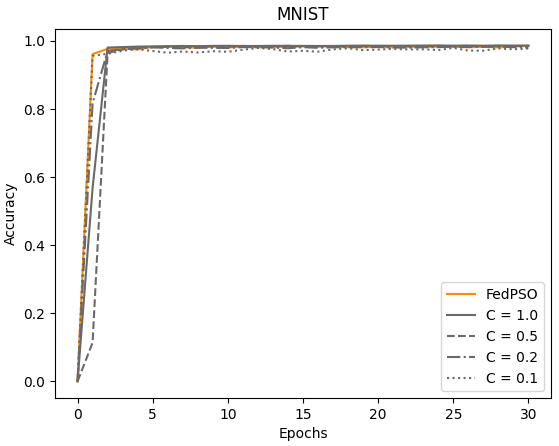 MNIST
1.0
0.8
0.6
0.4
0.2
0.0
Accuracy
0 5 10 15 20 25 30
Epochs
FedPSO
C = 1.0
C = 0.5
C = 0.2
C = 0.1